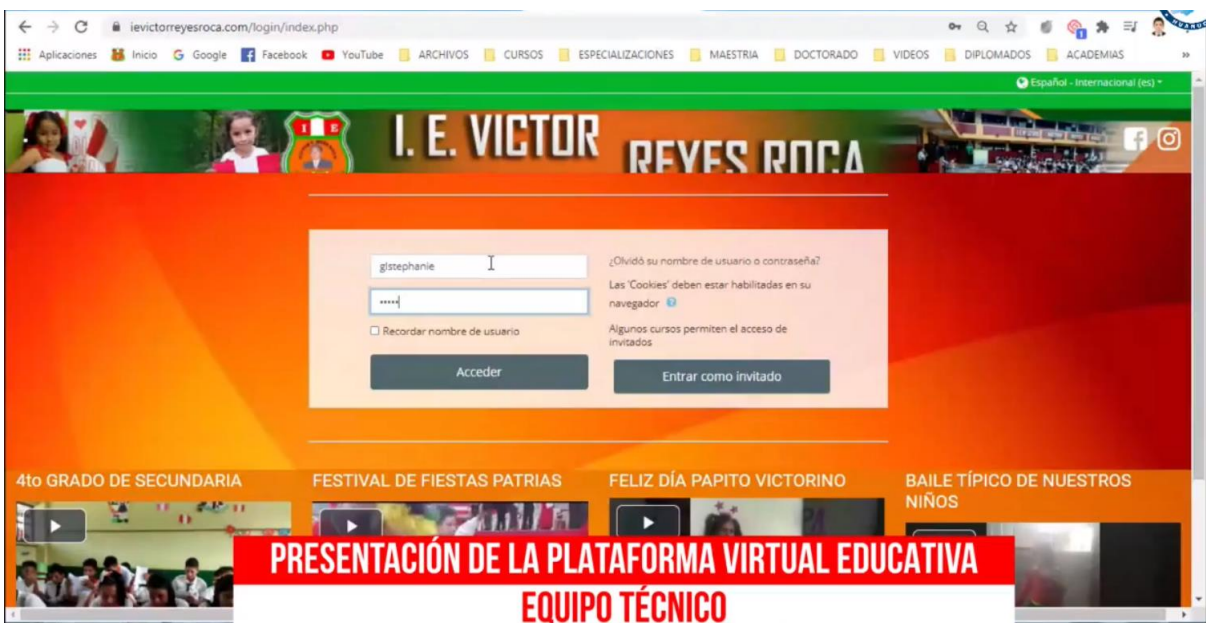 ievictorreyesroca.com/login/index.php
Aplicaciones Inicio Google Facebook YouTube ARCHIVOS CURSOS ESPECIALIZACIONES MAESTRIA DOCTORADO VIDEOS DIPLOMADOS ACADEMIAS »
Español - Internacional (es)
I E
I. E. VICTOR REYES ROCA
glstephanie
•••••
Recordar nombre de usuario
Acceder
¿Olvidó su nombre de usuario o contraseña?
Las 'Cookies' deben estar habilitadas en su
navegador
Algunos cursos permiten el acceso de
invitados
Entrar como invitado
4to GRADO DE SECUNDARIA
FESTIVAL DE FIESTAS PATRIAS
FELIZ DÍA PAPITO VICTORINO
BAILE TÍPICO DE NUESTROS
NIÑOS
PRESENTACIÓN DE LA PLATAFORMA VIRTUAL EDUCATIVA
EQUIPO TÉCNICO